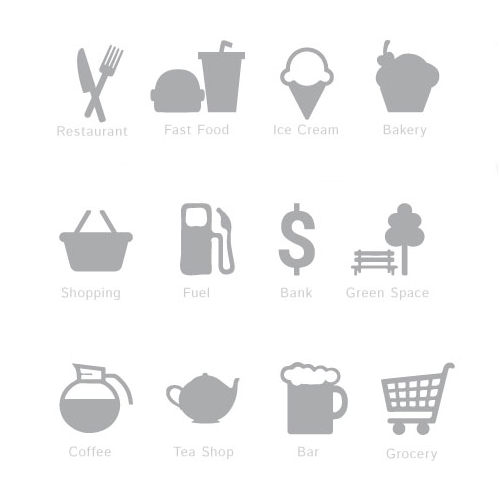 Restaurant
Fast Food
Ice Cream
Bakery
Shopping
Fuel
$
Bank
Green Space
Coffee
Tea Shop
Bar
Grocery